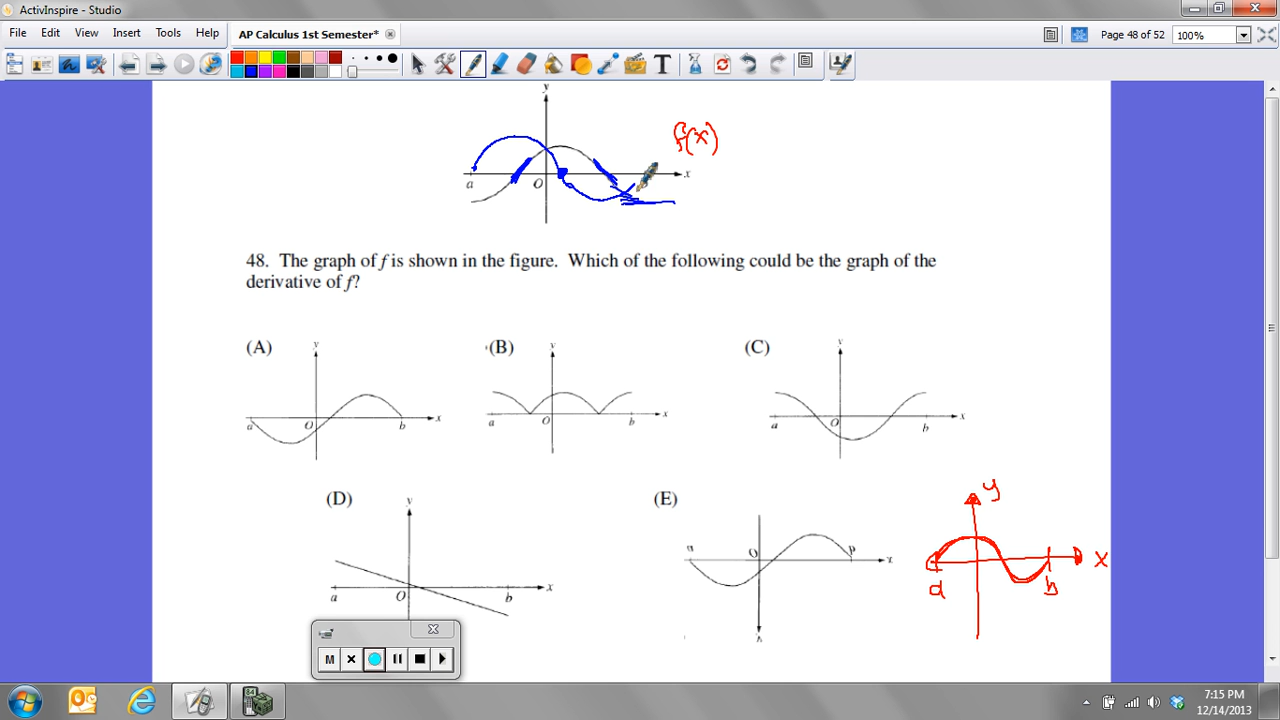 ActivInspire - Studio
File Edit View Insert Tools Help
AP Calculus 1st Semester*
Page 48 of 52
100%
y
f(x)
a
O
x
48. The graph of f is shown in the figure. Which of the following could be the graph of the
derivative of f?
(A)
y
a
O
b
x
(B)
y
a
O
b
x
(C)
y
a
O
b
x
(D)
y
a
O
b
x
(E)
O
x
y
x
a
b
M
7:15 PM
12/14/2013